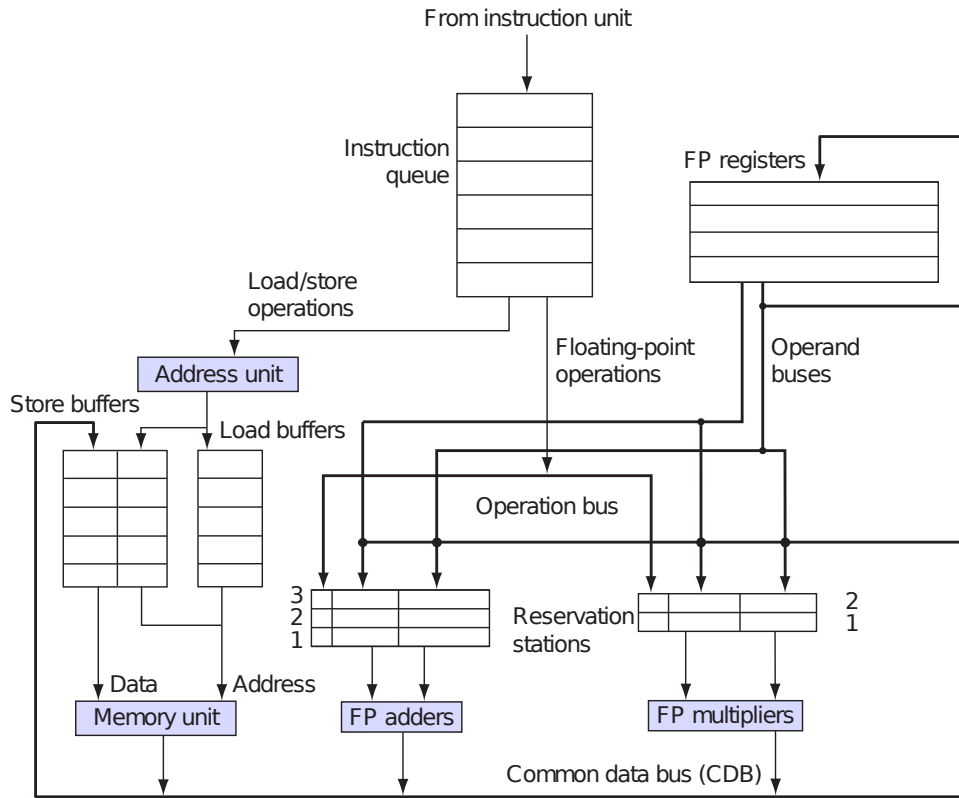 From instruction unit
Instruction
queue
FP registers
Load/store
operations
Floating-point
operations
Operand
buses
Address unit
Store buffers
Load buffers
Operation bus
3
2
1
Reservation
stations
2
1
Data
Address
Memory unit
FP adders
FP multipliers
Common data bus (CDB)